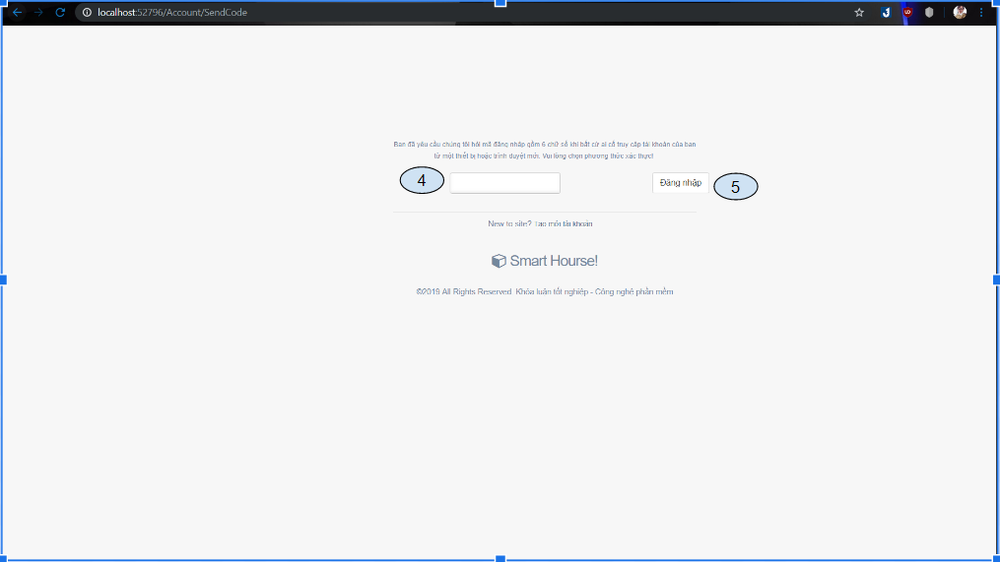 localhost:52796/Account/SendCode
Bạn đã yêu cầu chúng tôi hỏi mã đăng nhập gồm 6 chữ số khi bất cứ ai cố truy cập tài khoản của bạn
từ một thiết bị hoặc trình duyệt mới. Vui lòng chọn phương thức xác thực!
4
Đăng nhập
5
New to site? Tạo mới tài khoản
Smart Hourse!
©2019 All Rights Reserved. Khóa luận tốt nghiệp - Công nghệ phần mềm